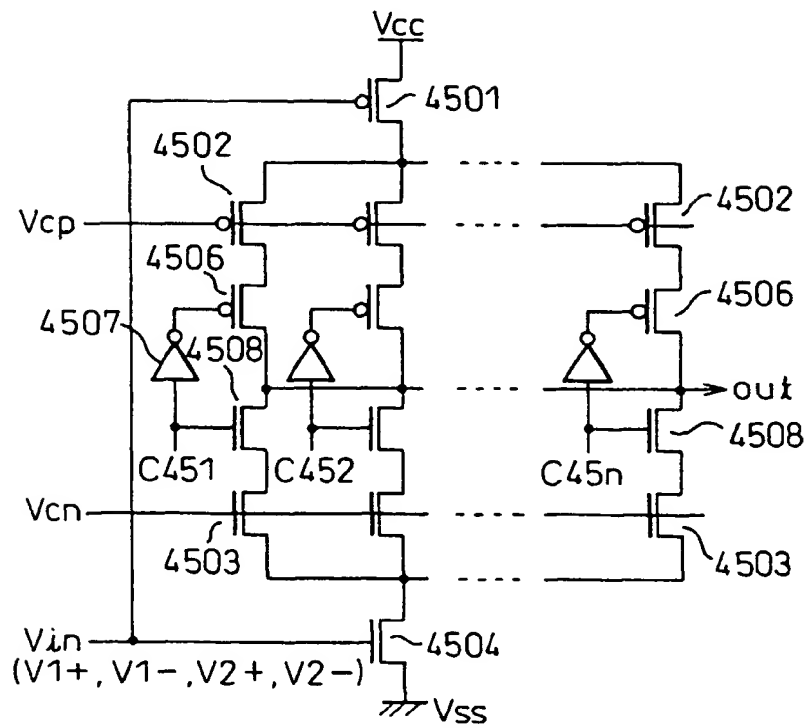 Vcc
4501
4502
Vcp
4502
4506
4506
4507
4508
out
4508
C451
C452
C45n
Vcn
4503
4503
Vin
4504
(V1+, V1-, V2+, V2-)
Vss